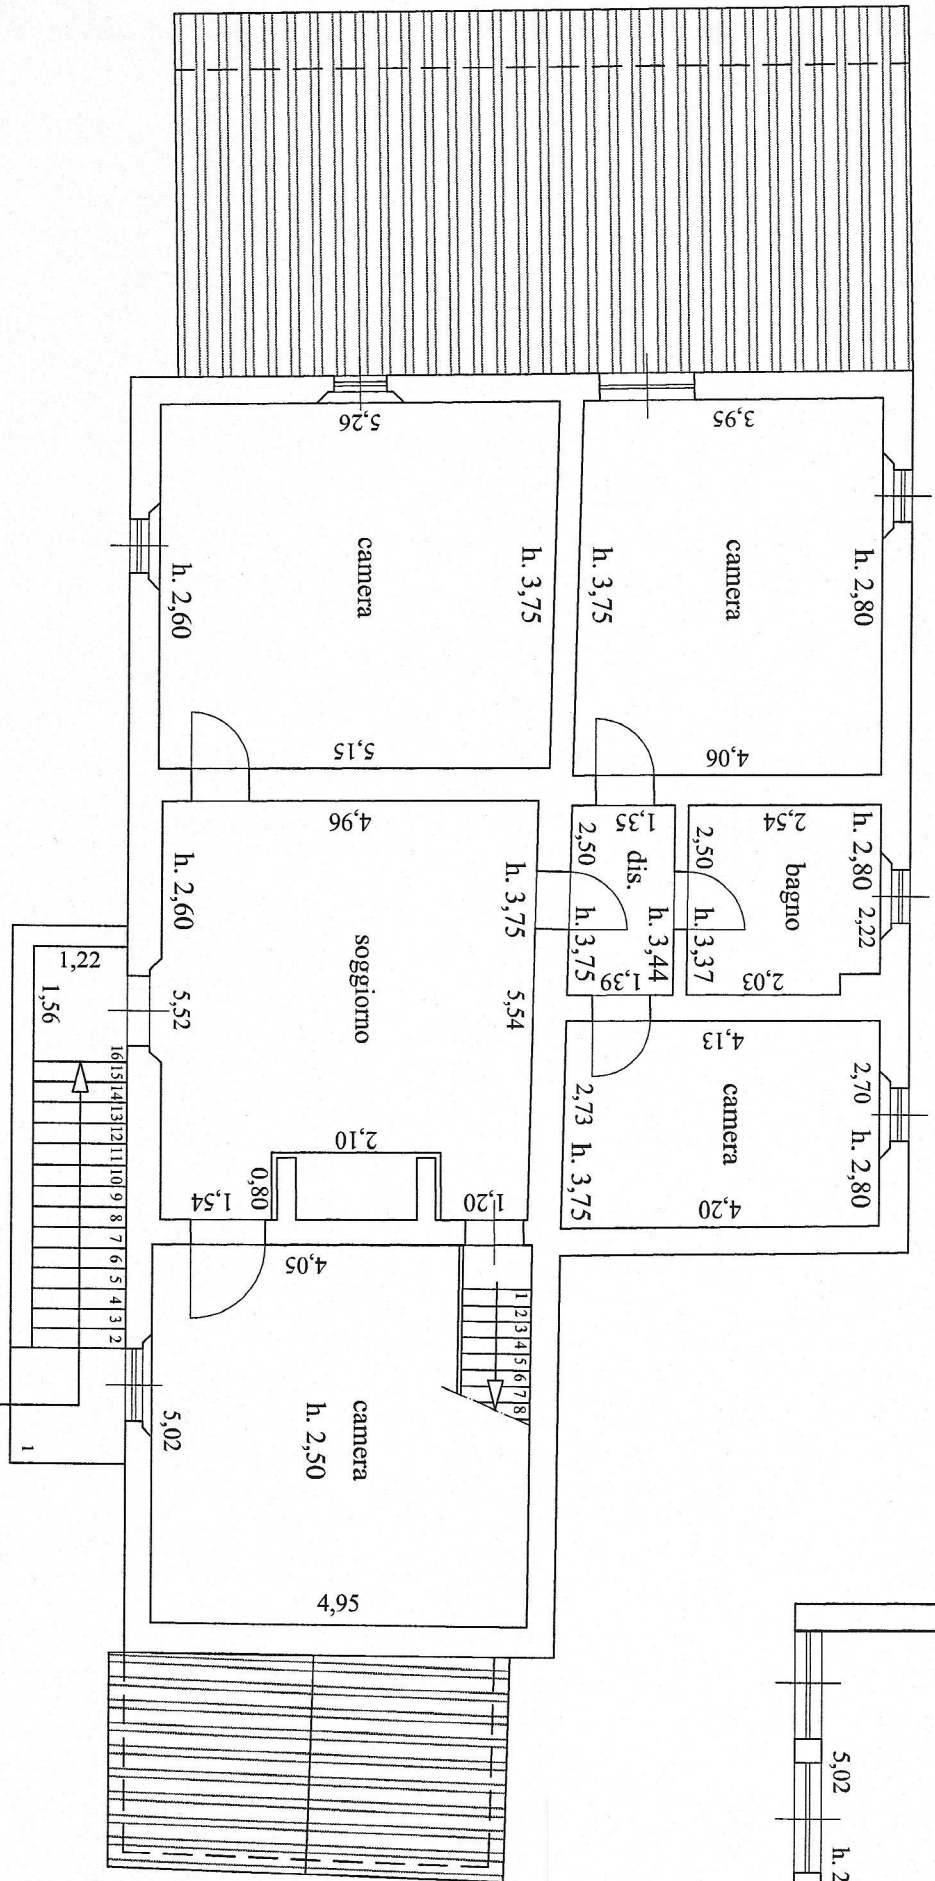 5,26
camera
h. 3,75
h. 2,60
5,15
3,95
camera
h. 2,80
h. 3,75
4,06
4,96
h. 2,60
h. 3,75
soggiorno
5,52
5,54
2,10
0,80
1,54
1,20
1,35
2,50
dis.
h. 3,44
h. 3,75
1,39
2,54
h. 2,80
2,50
bagno
2,22
h. 3,37
2,03
4,13
2,70
camera
2,73
h. 2,80
h. 3,75
4,20
4,05
1 2 3 4 5 6 7 8
camera
h. 2,50
5,02
4,95
1,22
1,56
16 15 14 13 12 11 10 9 8 7 6 5 4 3 2
1
5,02
h. 2